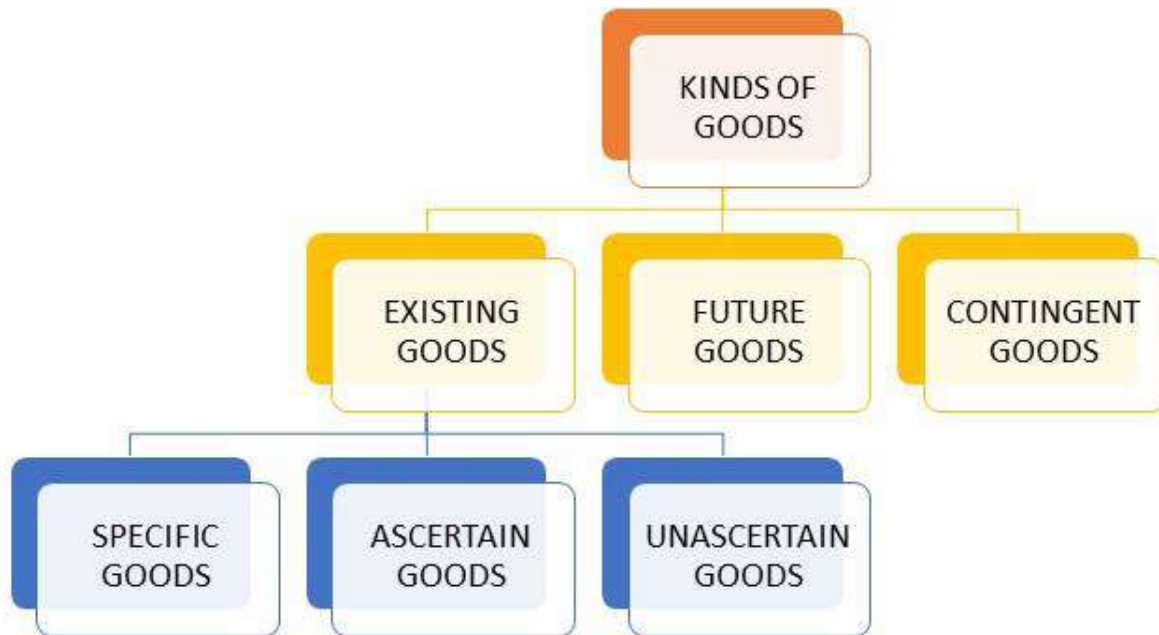 KINDS OF
GOODS
EXISTING
GOODS
FUTURE
GOODS
CONTINGENT
GOODS
SPECIFIC
GOODS
ASCERTAIN
GOODS
UNASCERTAIN
GOODS